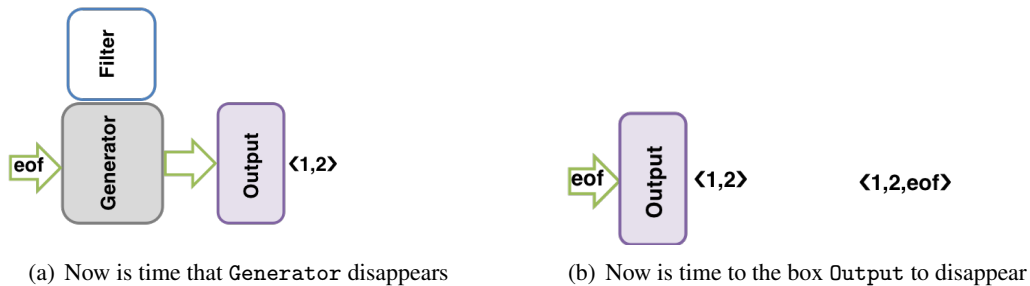 Filter
eof
Generator
Output
❮1,2❯
eof
Output
❮1,2❯
❮1,2,eof❯
(a) Now is time that Generator disappears
(b) Now is time to the box Output to disappear